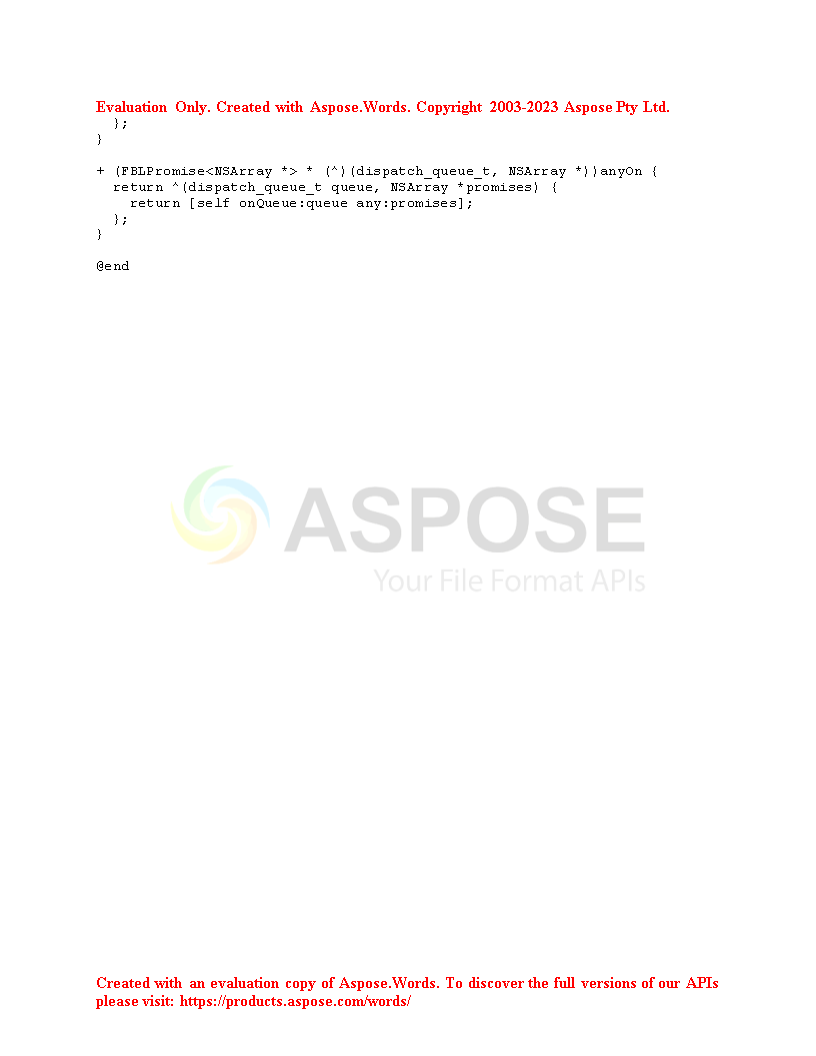 Evaluation Only. Created with Aspose.Words. Copyright 2003-2023 Aspose Pty Ltd.
  };
}

+ (FBLPromise<NSArray *> * (^)(dispatch_queue_t, NSArray *))anyOn {
  return ^(dispatch_queue_t queue, NSArray *promises) {
    return [self onQueue:queue any:promises];
  };
}

@end
ASPOSE
Your File Format APIs
Created with an evaluation copy of Aspose.Words. To discover the full versions of our APIs
please visit: https://products.aspose.com/words/